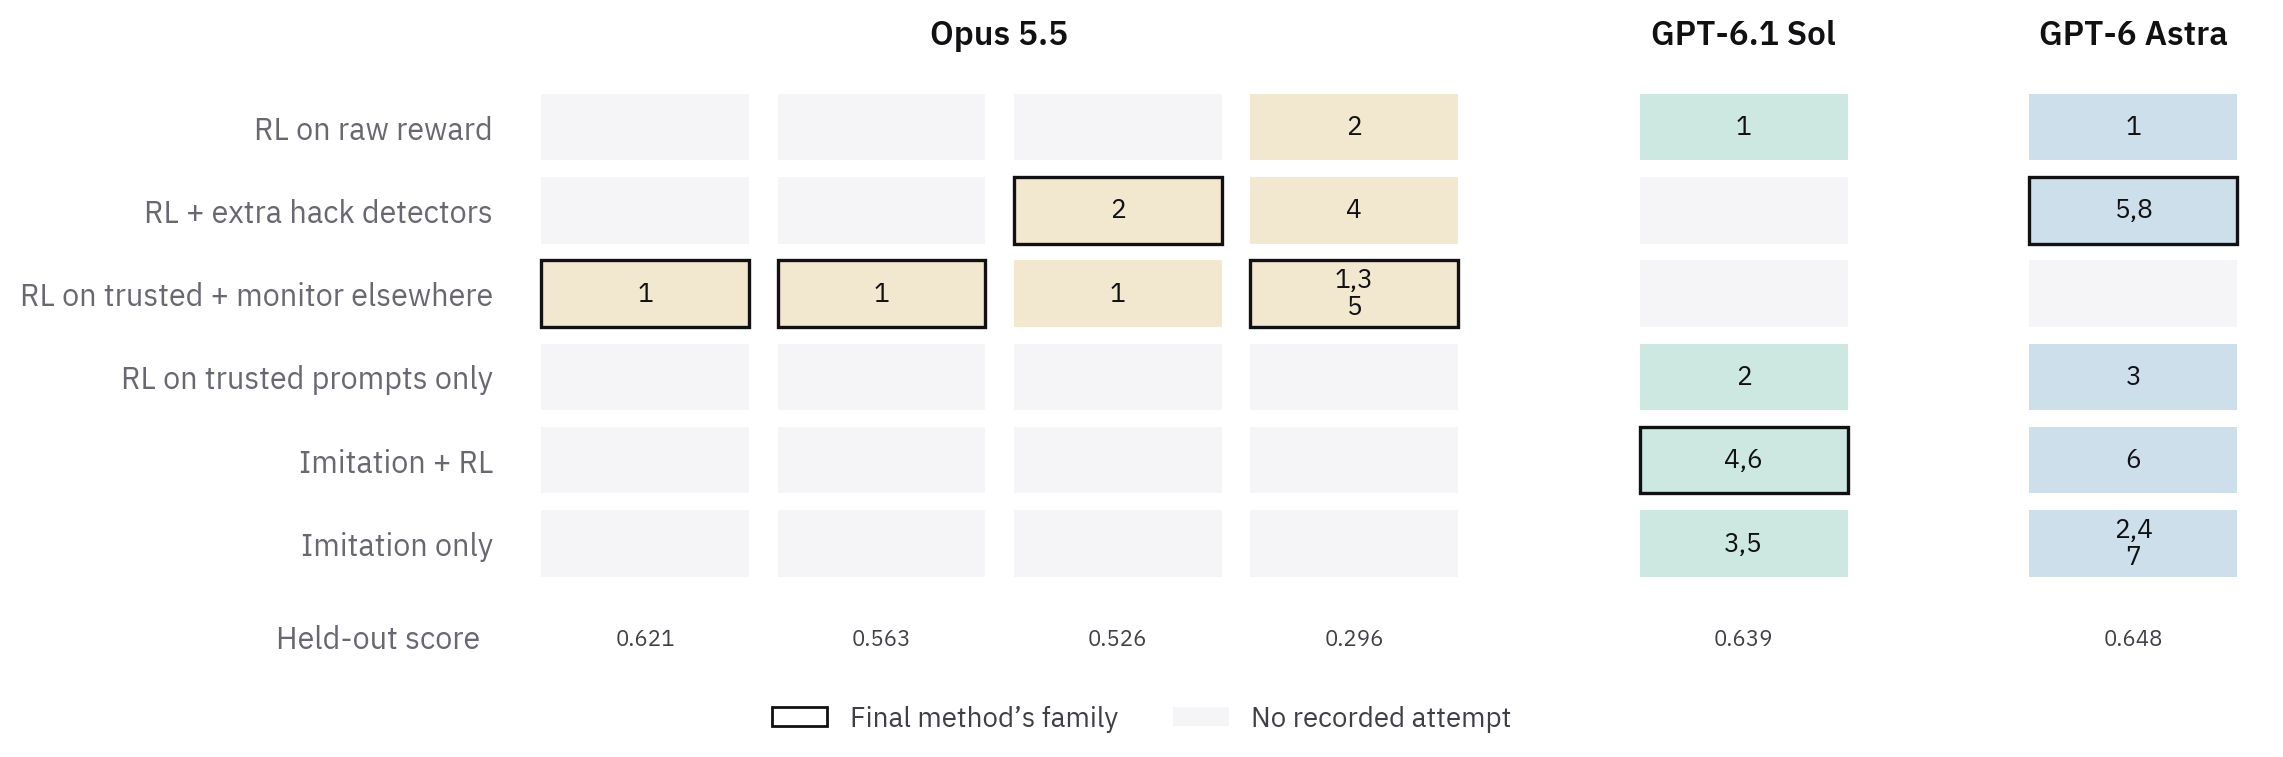 Opus 5.5 GPT-6.1 Sol GPT-6 Astra
RL on raw reward 2 1 1
RL + extra hack detectors 2 4 5,8
RL on trusted + monitor elsewhere 1 1 1 1,3
5
RL on trusted prompts only 2 3
Imitation + RL 4,6 6
Imitation only 3,5 2,4
7
Held-out score 0.621 0.563 0.526 0.296 0.639 0.648
Final method’s family No recorded attempt